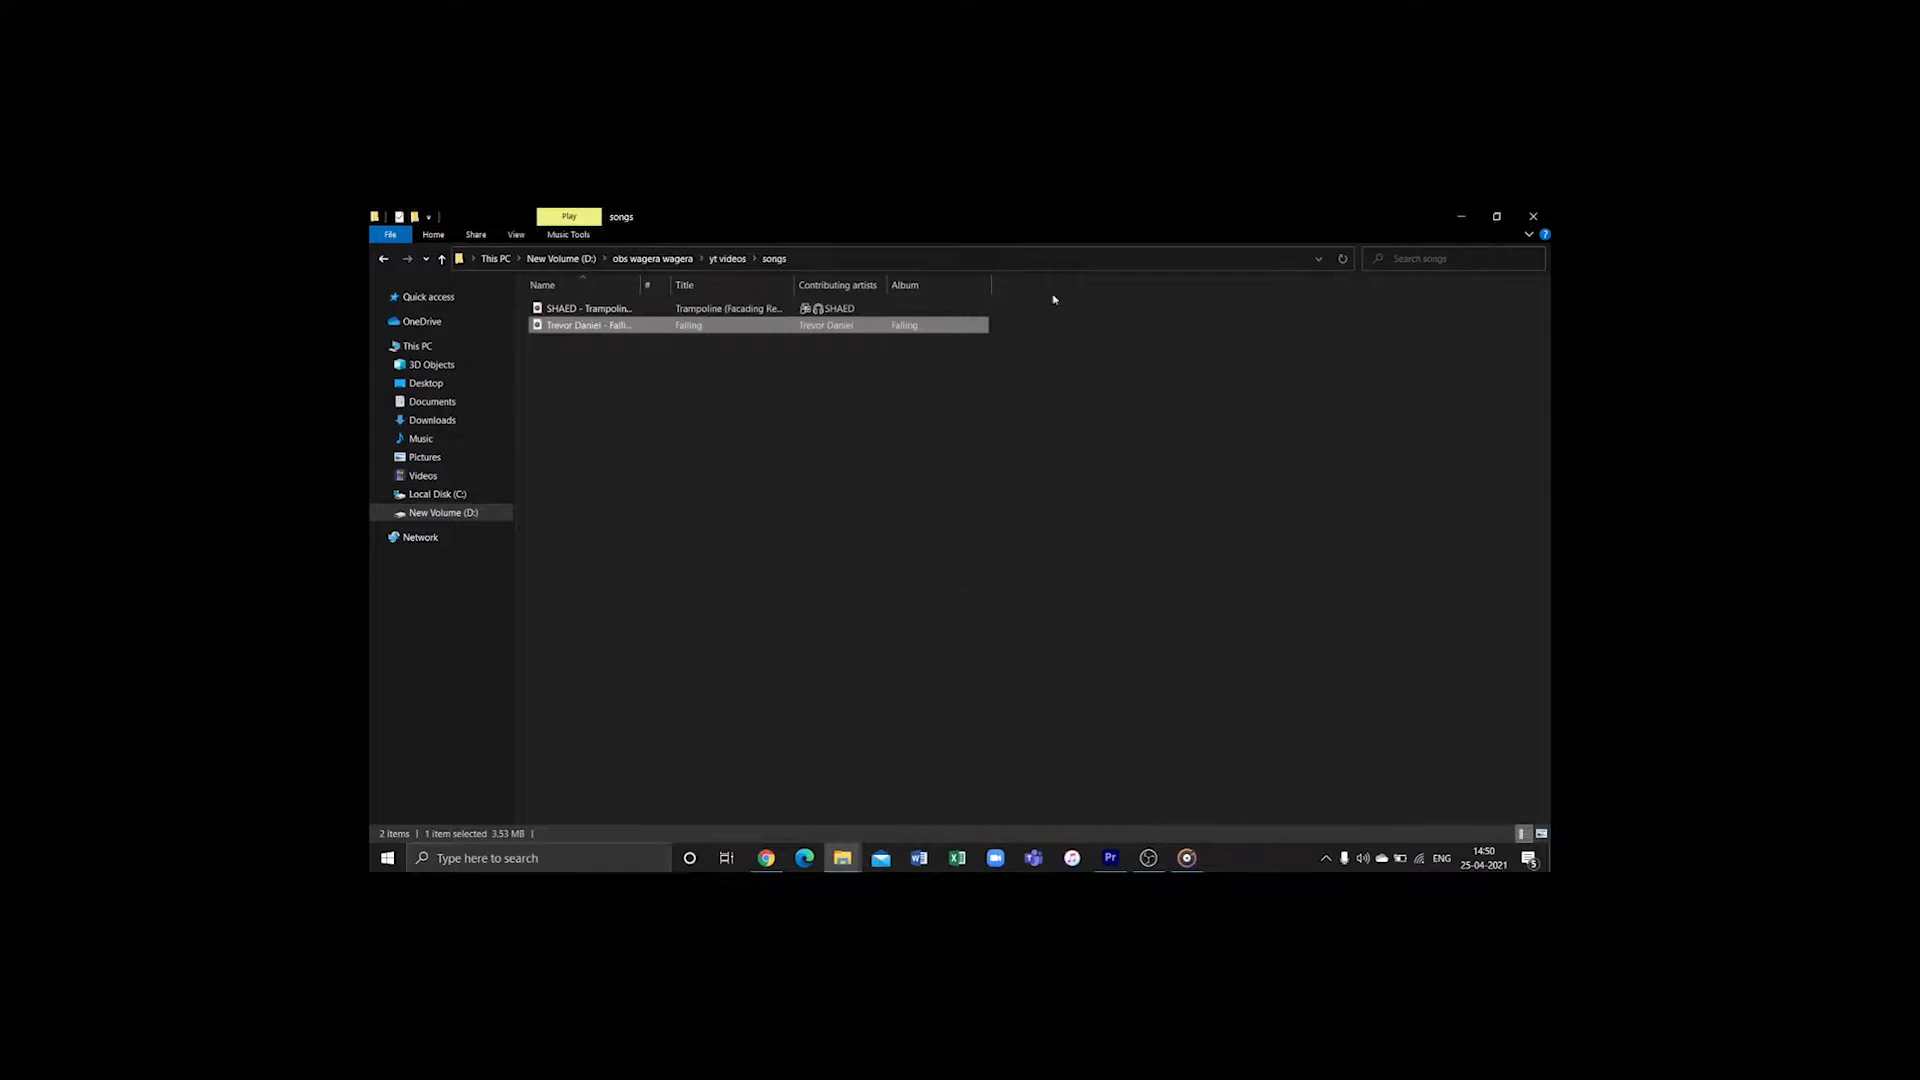 Play songs
File Home Share View Music Tools
This PC New Volume (D:) obs wagera wagera yt videos songs Search songs
Name # Title Contributing artists Album
SHAED - Trampolin... Trampoline (Facading Re... SHAED
Trevor Daniel - Falli... Falling Trevor Daniel Falling
Quick access
OneDrive
This PC
3D Objects
Desktop
Documents
Downloads
Music
Pictures
Videos
Local Disk (C:)
New Volume (D:)
Network
2 items 1 item selected 3.53 MB
Type here to search Pr ENG 14:50
25-04-2021 5